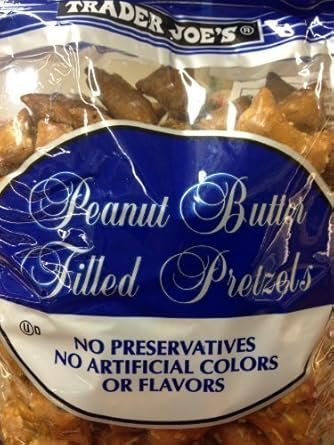 TRADER JOE'S®
Peanut Butter
Filled Pretzels
Ⓤ D
NO PRESERVATIVES
NO ARTIFICIAL COLORS
OR FLAVORS